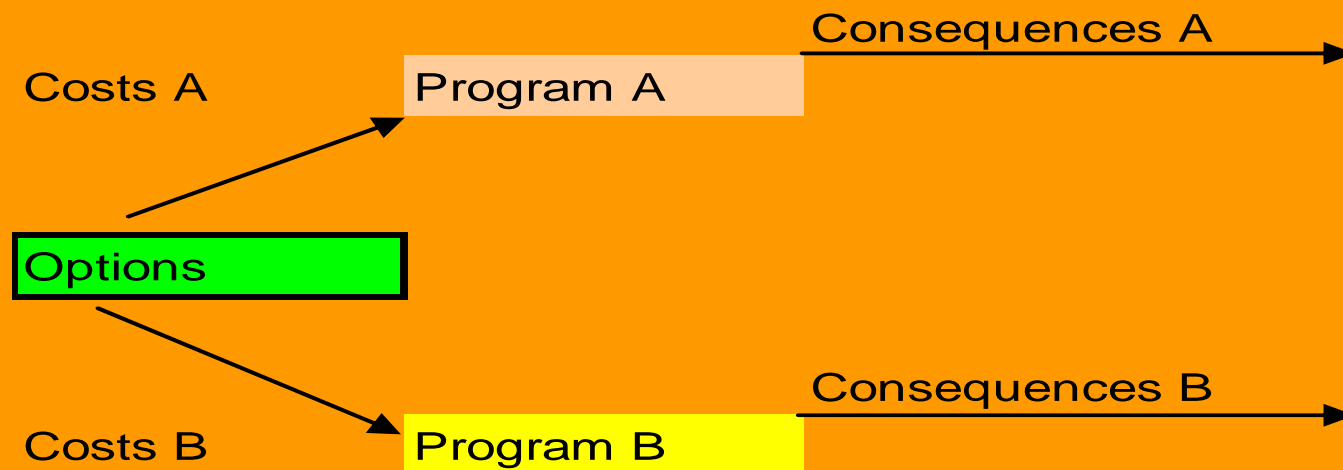 Consequences A
Costs A
Program A
Options
Consequences B
Costs B
Program B